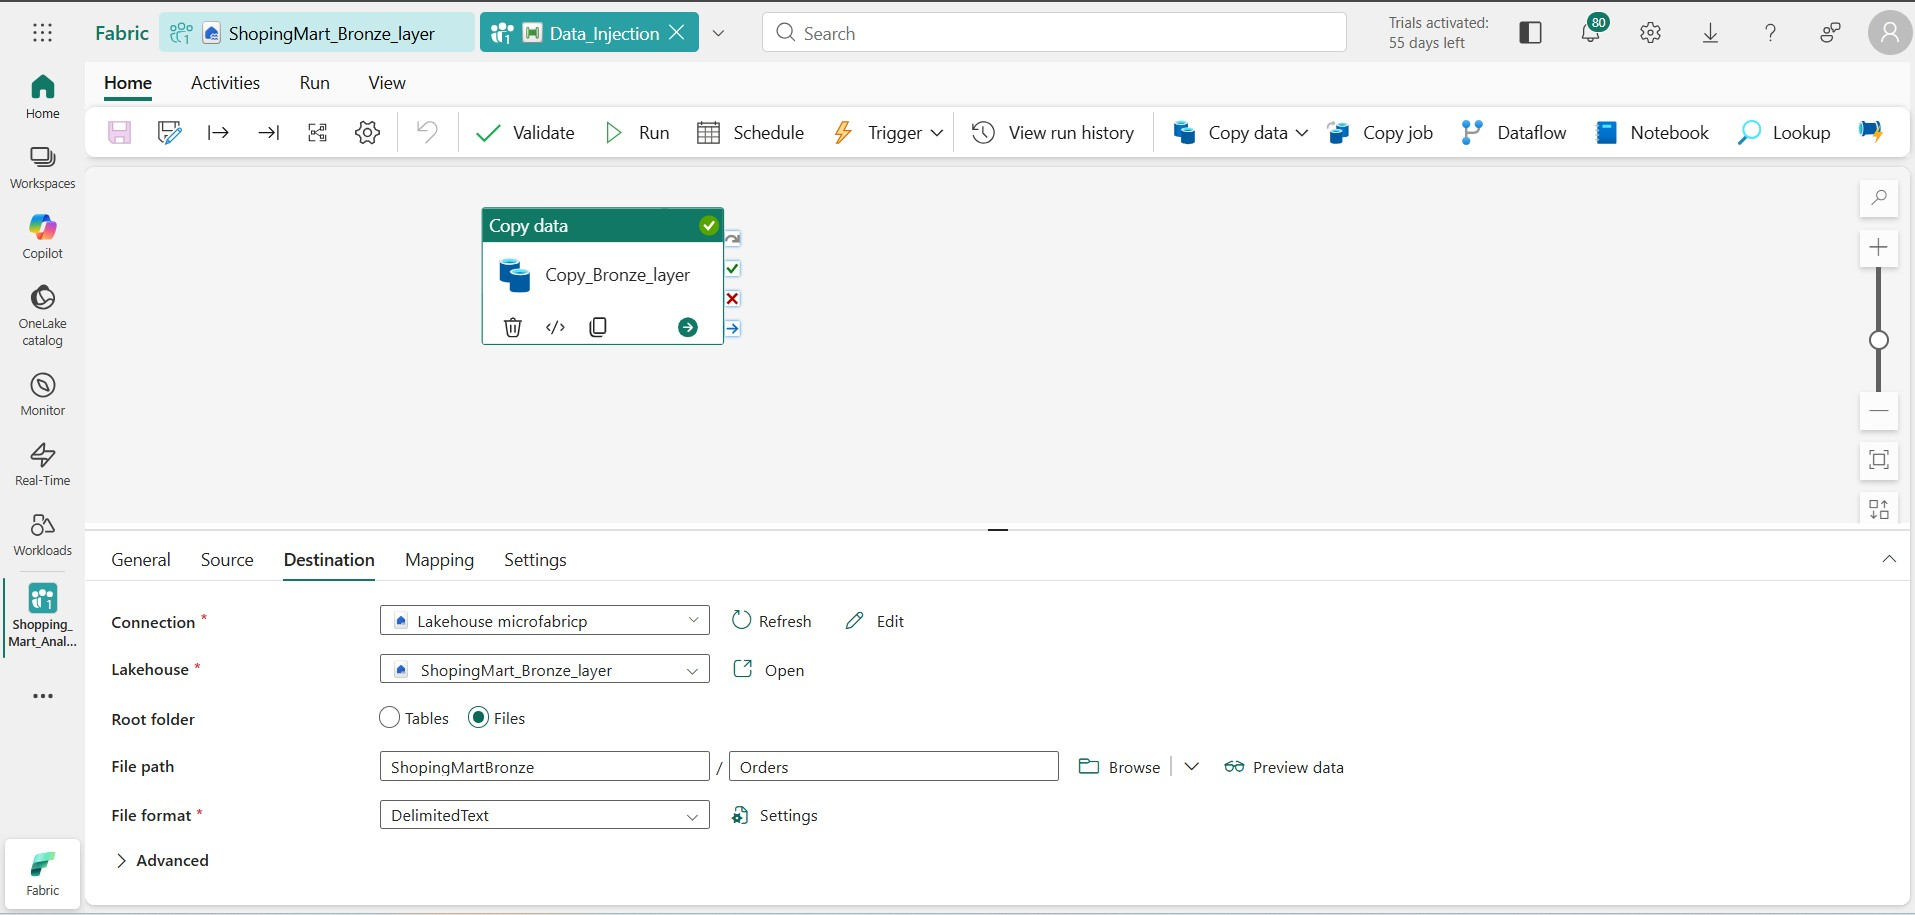 Fabric
ShopingMart_Bronze_layer
Data_Injection
Search
Trials activated:
55 days left
80
Home
Activities
Run
View
Validate
Run
Schedule
Trigger
View run history
Copy data
Copy job
Dataflow
Notebook
Lookup
Home
Workspaces
Copilot
OneLake
catalog
Monitor
Real-Time
Workloads
Shopping_
Mart_Anal...
Fabric
Copy data
Copy_Bronze_layer
General
Source
Destination
Mapping
Settings
Connection *
Lakehouse microfabricp
Refresh
Edit
Lakehouse *
ShopingMart_Bronze_layer
Open
Root folder
Tables
Files
File path
ShopingMartBronze / Orders
Browse
Preview data
File format *
DelimitedText
Settings
Advanced